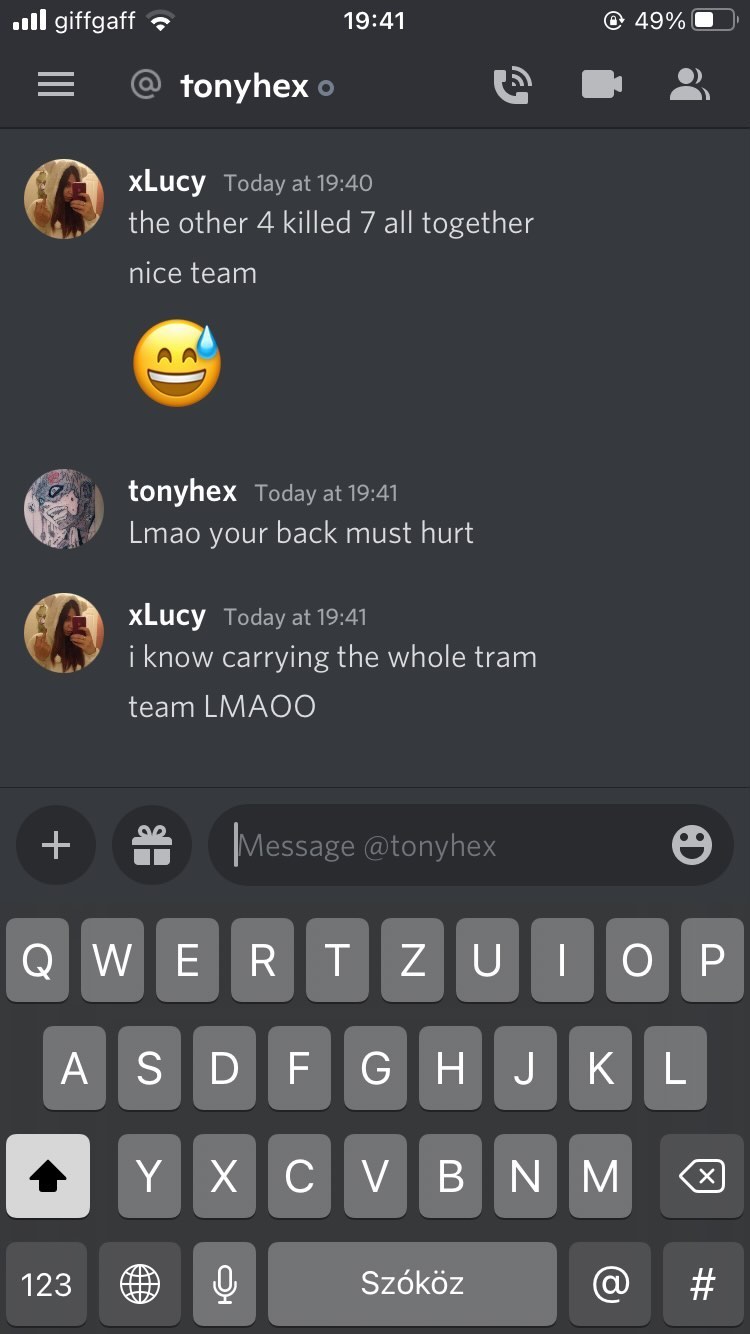 giffgaff 19:41 49%
@ tonyhex
xLucy Today at 19:40
the other 4 killed 7 all together
nice team
tonyhex Today at 19:41
Lmao your back must hurt
xLucy Today at 19:41
i know carrying the whole tram
team LMAOO
Message @tonyhex
Q W E R T Z U I O P
A S D F G H J K L
Y X C V B N M
123 Szóköz @ #